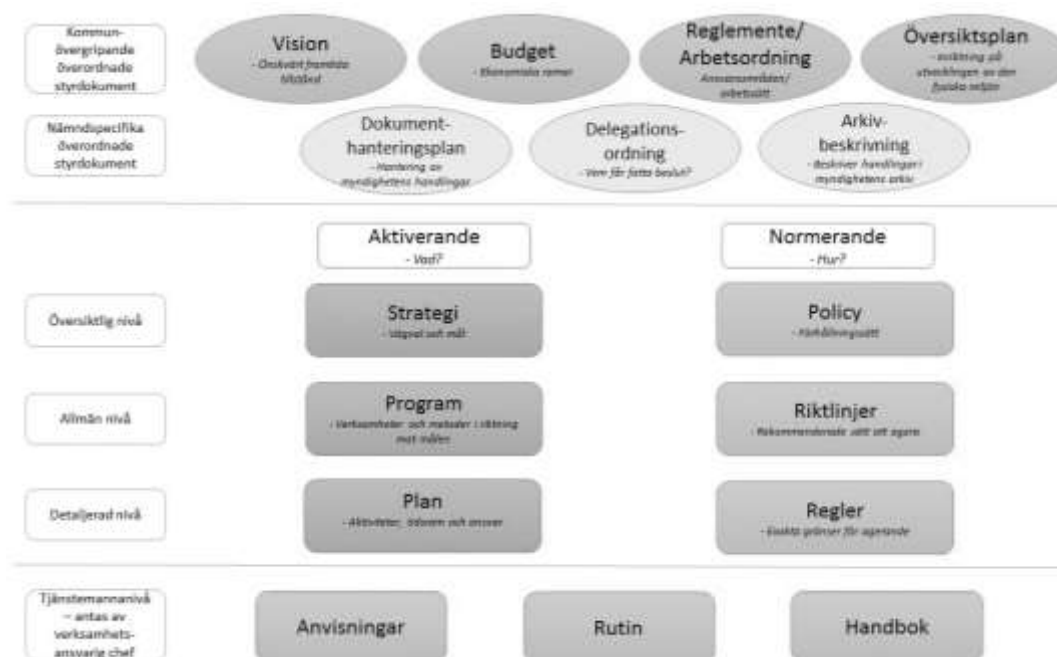 Kommun-
övergripande
överordnade
styrdokument
Vision
- Önskvärt framtida
tillstånd
Budget
- Ekonomiska ramar
Reglemente/
Arbetsordning
Ansvarsområden/
arbetssätt
Översiktsplan
- inriktning på
utvecklingen av den
fysiska miljön
Nämndspecifika
överordnade
styrdokument
Dokument-
hanteringsplan
- Hantering av
myndighetens handlingar
Delegations-
ordning
- Vem får fatta beslut?
Arkiv-
beskrivning
- Beskriver handlingar i
myndighetens arkiv
Aktiverande
- Vad?
Normerande
- Hur?
Översiktlig nivå
Strategi
- Vägval och mål
Policy
- Förhållningssätt
Allmän nivå
Program
- Verksamheter och metoder i riktning
mot målen
Riktlinjer
- Rekommenderade sätt att agera
Detaljerad nivå
Plan
- Aktiviteter, tidsram och ansvar
Regler
- Exakta gränser för agerande
Tjänstemannanivå
– antas av
verksamhets-
ansvarig chef
Anvisningar
Rutin
Handbok